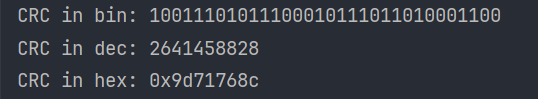 CRC in bin: 10011101011100010111011010001100
CRC in dec: 2641458828
CRC in hex: 0x9d71768c